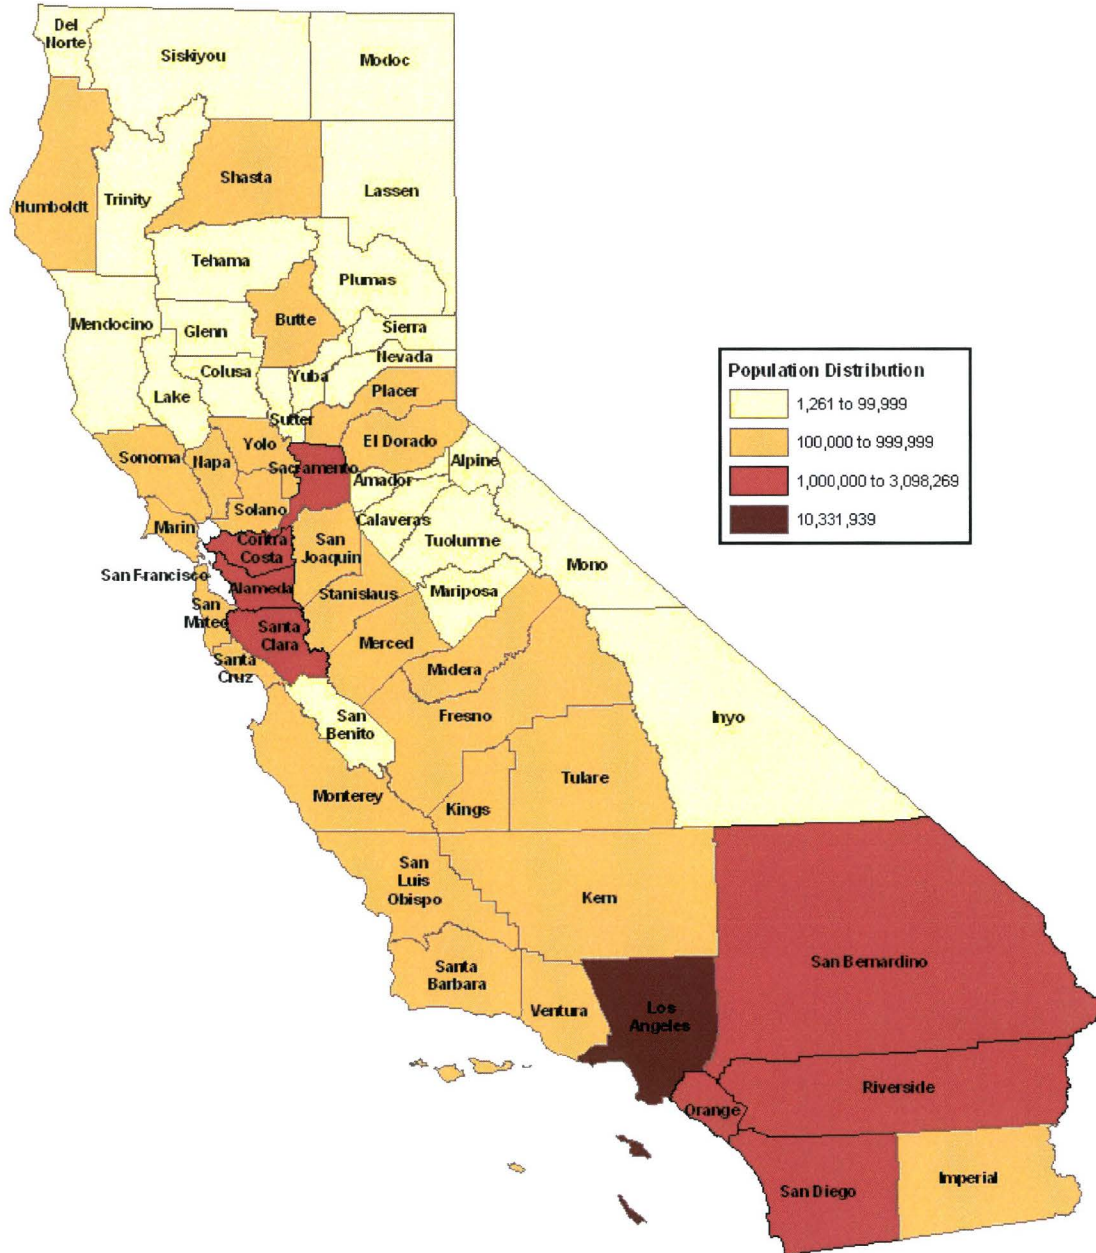 Del
Norte
Siskiyou
Modoc
Humboldt
Trinity
Shasta
Lassen
Tehama
Plumas
Mendocino
Glenn
Butte
Sierra
Nevada
Colusa
Lake
Yuba
Placer
Sutter
Sonoma
Napa
Yolo
El Dorado
Sacramento
Alpine
Amador
Solano
Marin
Calaveras
Contra
Costa
San
Joaquin
Tuolumne
Mono
San Francisco
Alameda
Stanislaus
Mariposa
San
Mateo
Santa
Clara
Merced
Santa
Cruz
Madera
San
Benito
Fresno
Inyo
Monterey
Kings
Tulare
San
Luis
Obispo
Kern
Santa
Barbara
Ventura
Los
Angeles
San Bernardino
Orange
Riverside
San Diego
Imperial
Population Distribution
1,261 to 99,999
100,000 to 999,999
1,000,000 to 3,098,269
10,331,939